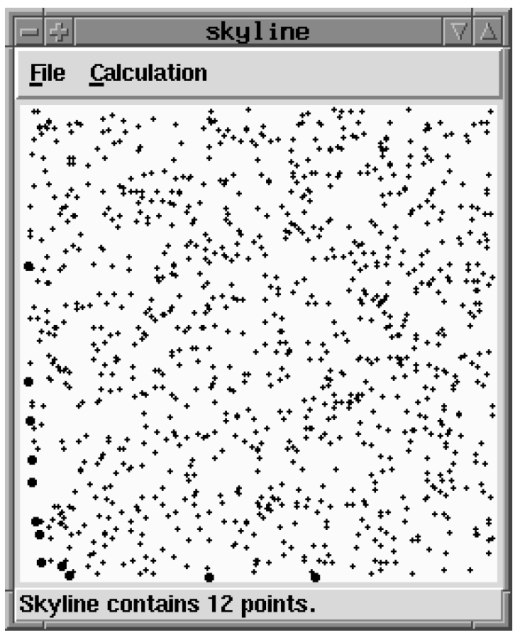 skyline
File Calculation
Skyline contains 12 points.